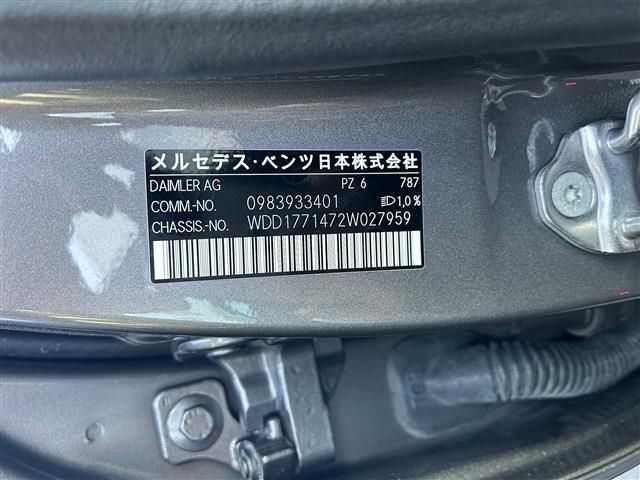 メルセデス・ベンツ日本株式会社
DAIMLER AG PZ 6 787
COMM.-NO. 0983933401 1,0 %
CHASSIS.-NO. WDD1771472W027959